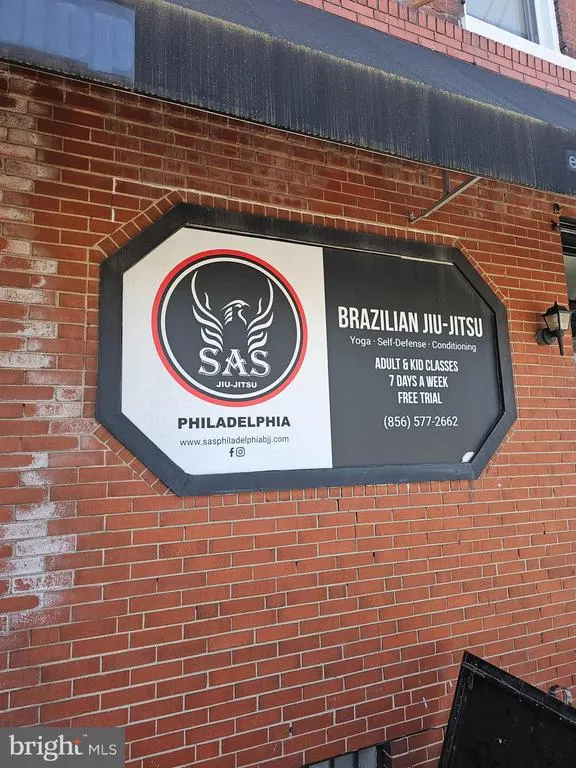 SAS
JIU-JITSU
PHILADELPHIA
www.sasphiladelphiabjj.com
BRAZILIAN JIU-JITSU
Yoga · Self-Defense · Conditioning
ADULT & KID CLASSES
7 DAYS A WEEK
FREE TRIAL
(856) 577-2662
bright MLS